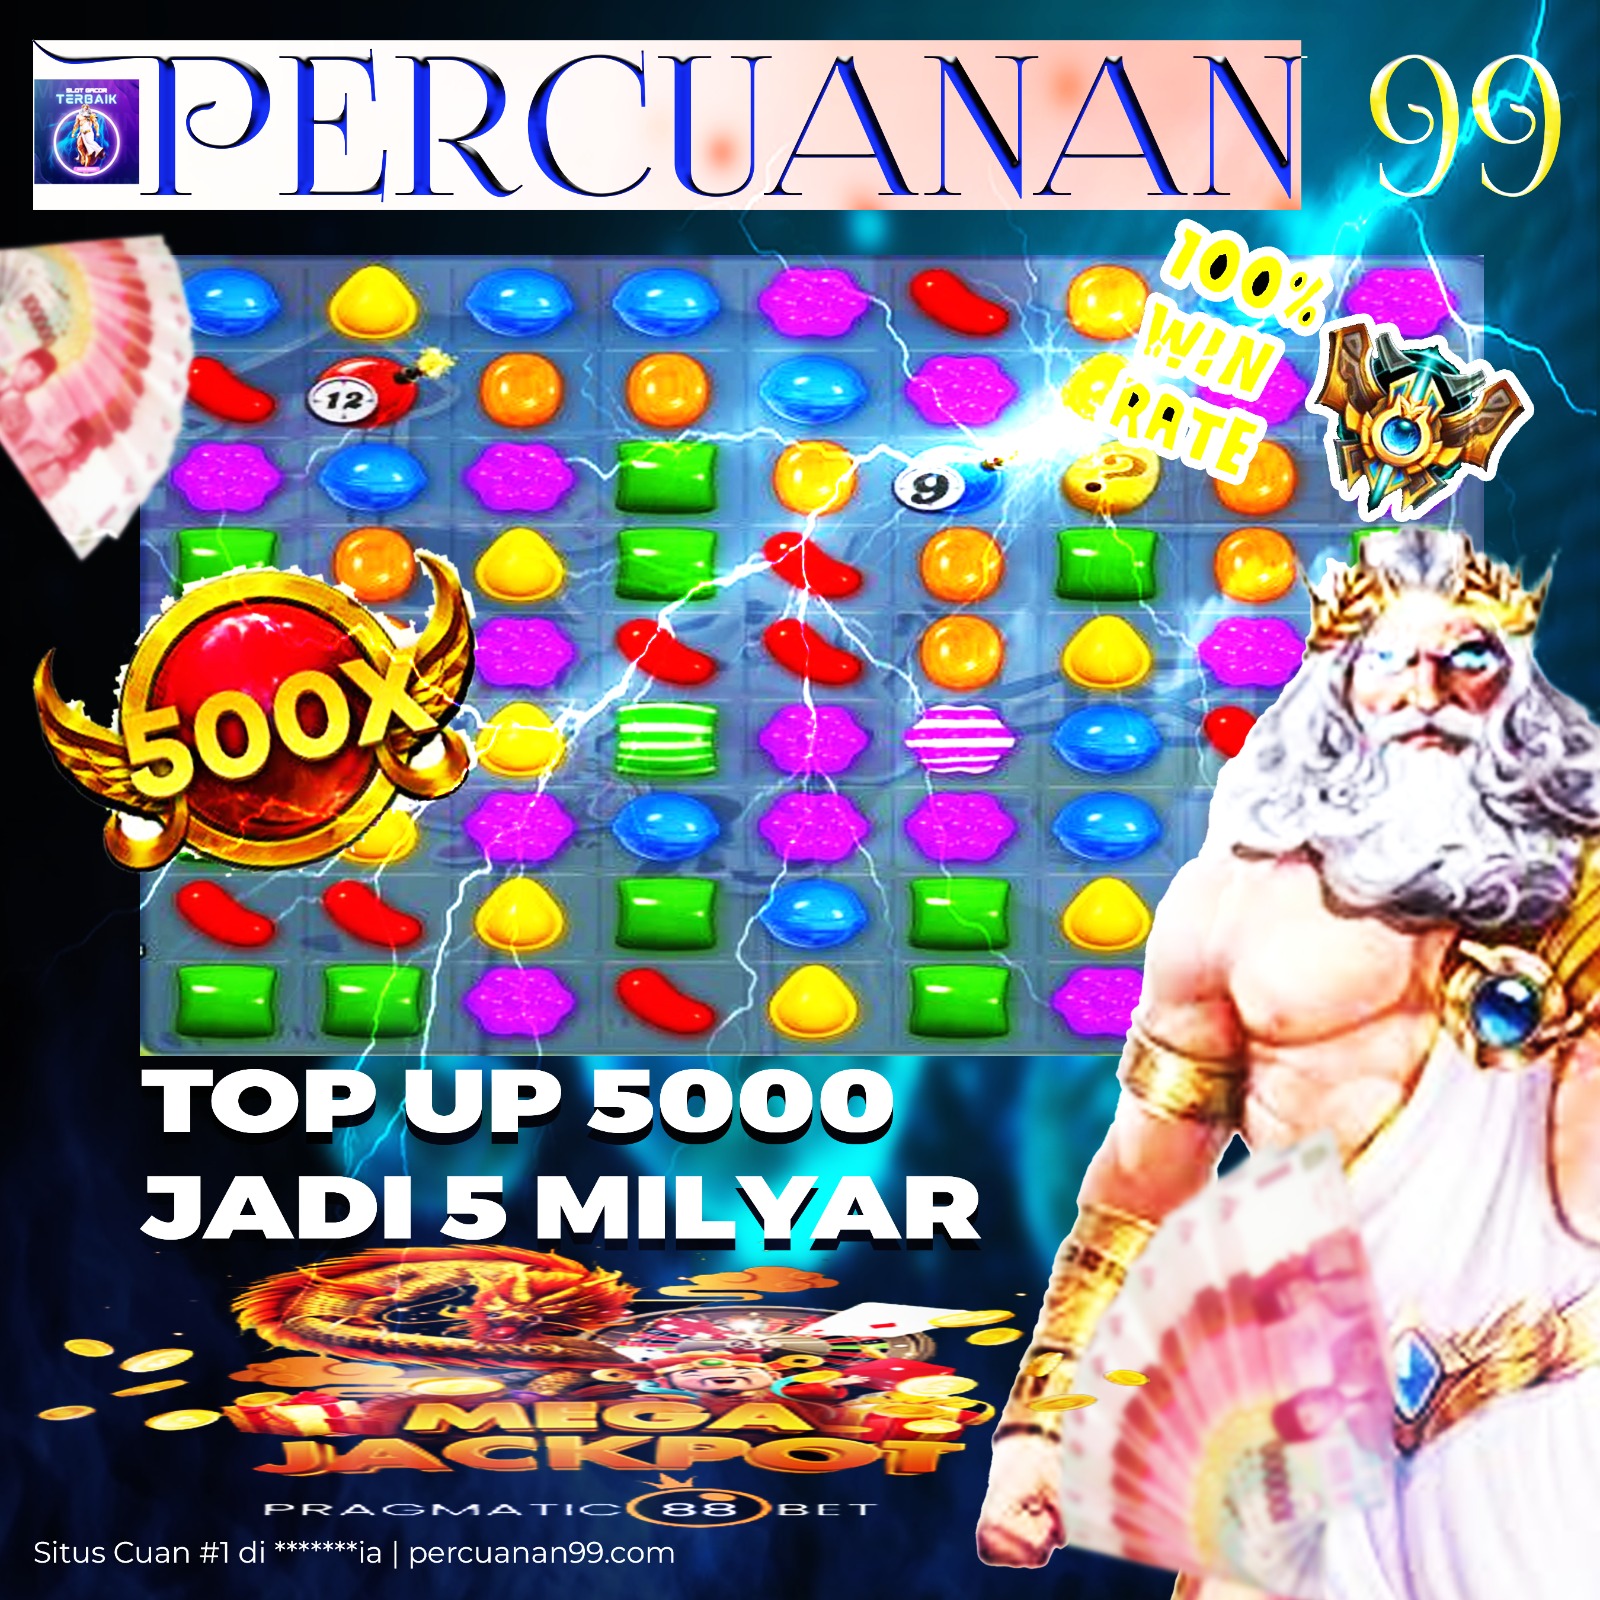 SLOT GACOR
TERBAIK
PERCUANAN 99
100%
WIN
RATE
12
9
?
500X
TOP UP 5000
JADI 5 MILYAR
MEGA
JACKPOT
PRAGMATIC 88 BET
Situs Cuan #1 di *******ia | percuanan99.com